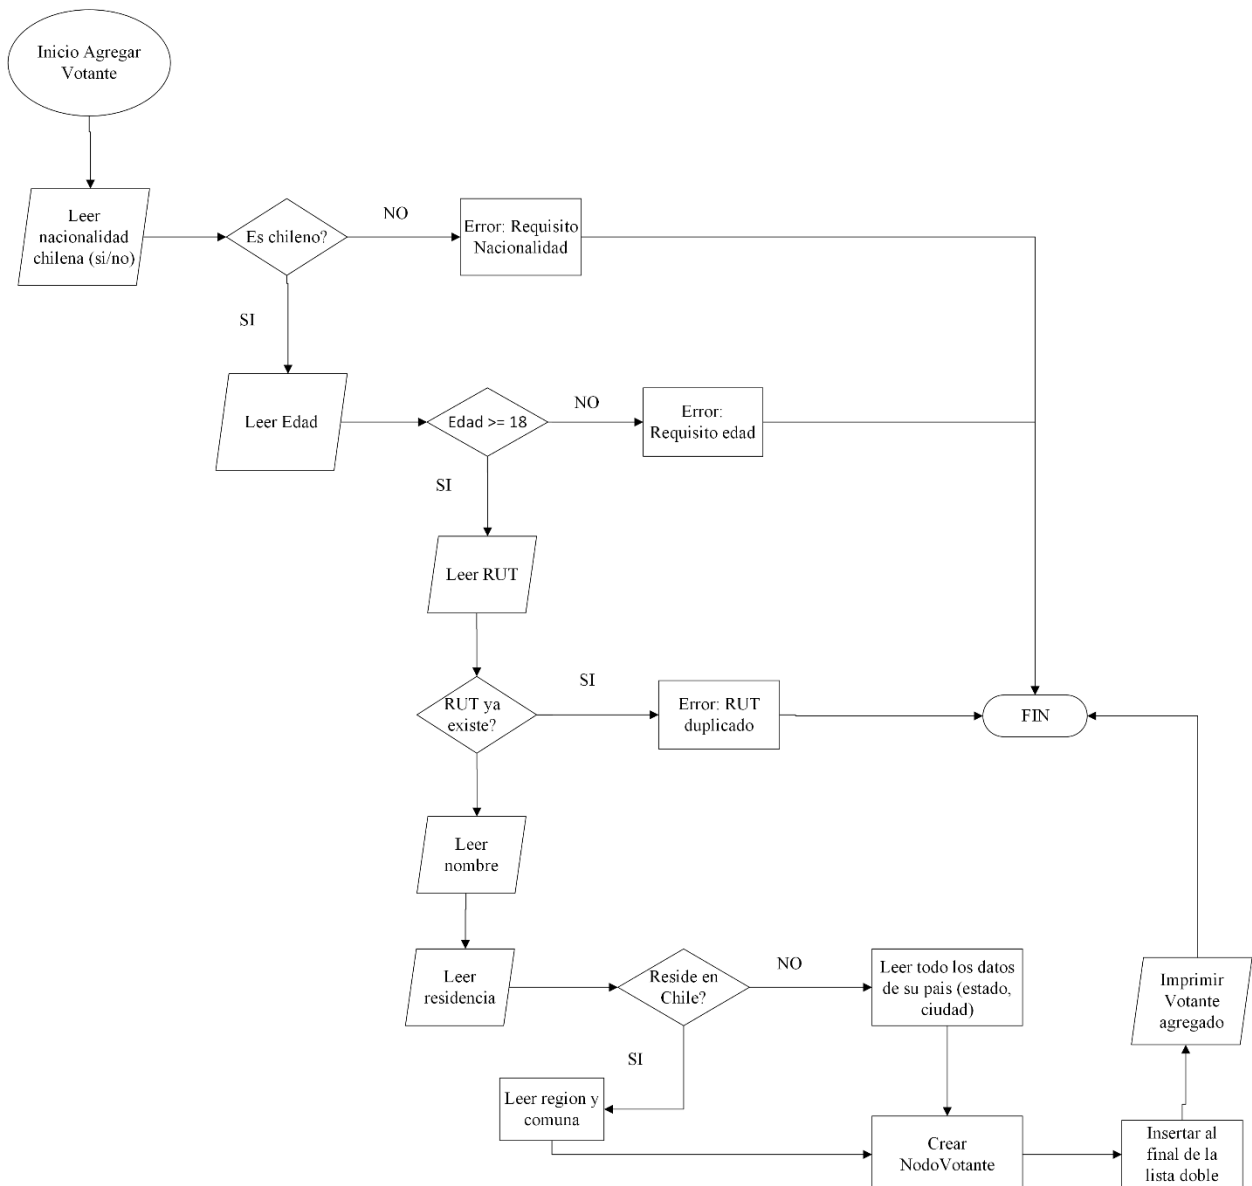 Inicio Agregar
Votante
Leer
nacionalidad
chilena (si/no)
Es chileno?
NO
Error: Requisito
Nacionalidad
SI
Leer Edad
Edad >= 18
NO
Error:
Requisito edad
SI
Leer RUT
RUT ya
existe?
SI
Error: RUT
duplicado
FIN
Leer
nombre
Leer
residencia
Reside en
Chile?
NO
Leer todo los datos
de su pais (estado,
ciudad)
Imprimir
Votante
agregado
SI
Leer region y
comuna
Crear
NodoVotante
Insertar al
final de la
lista doble